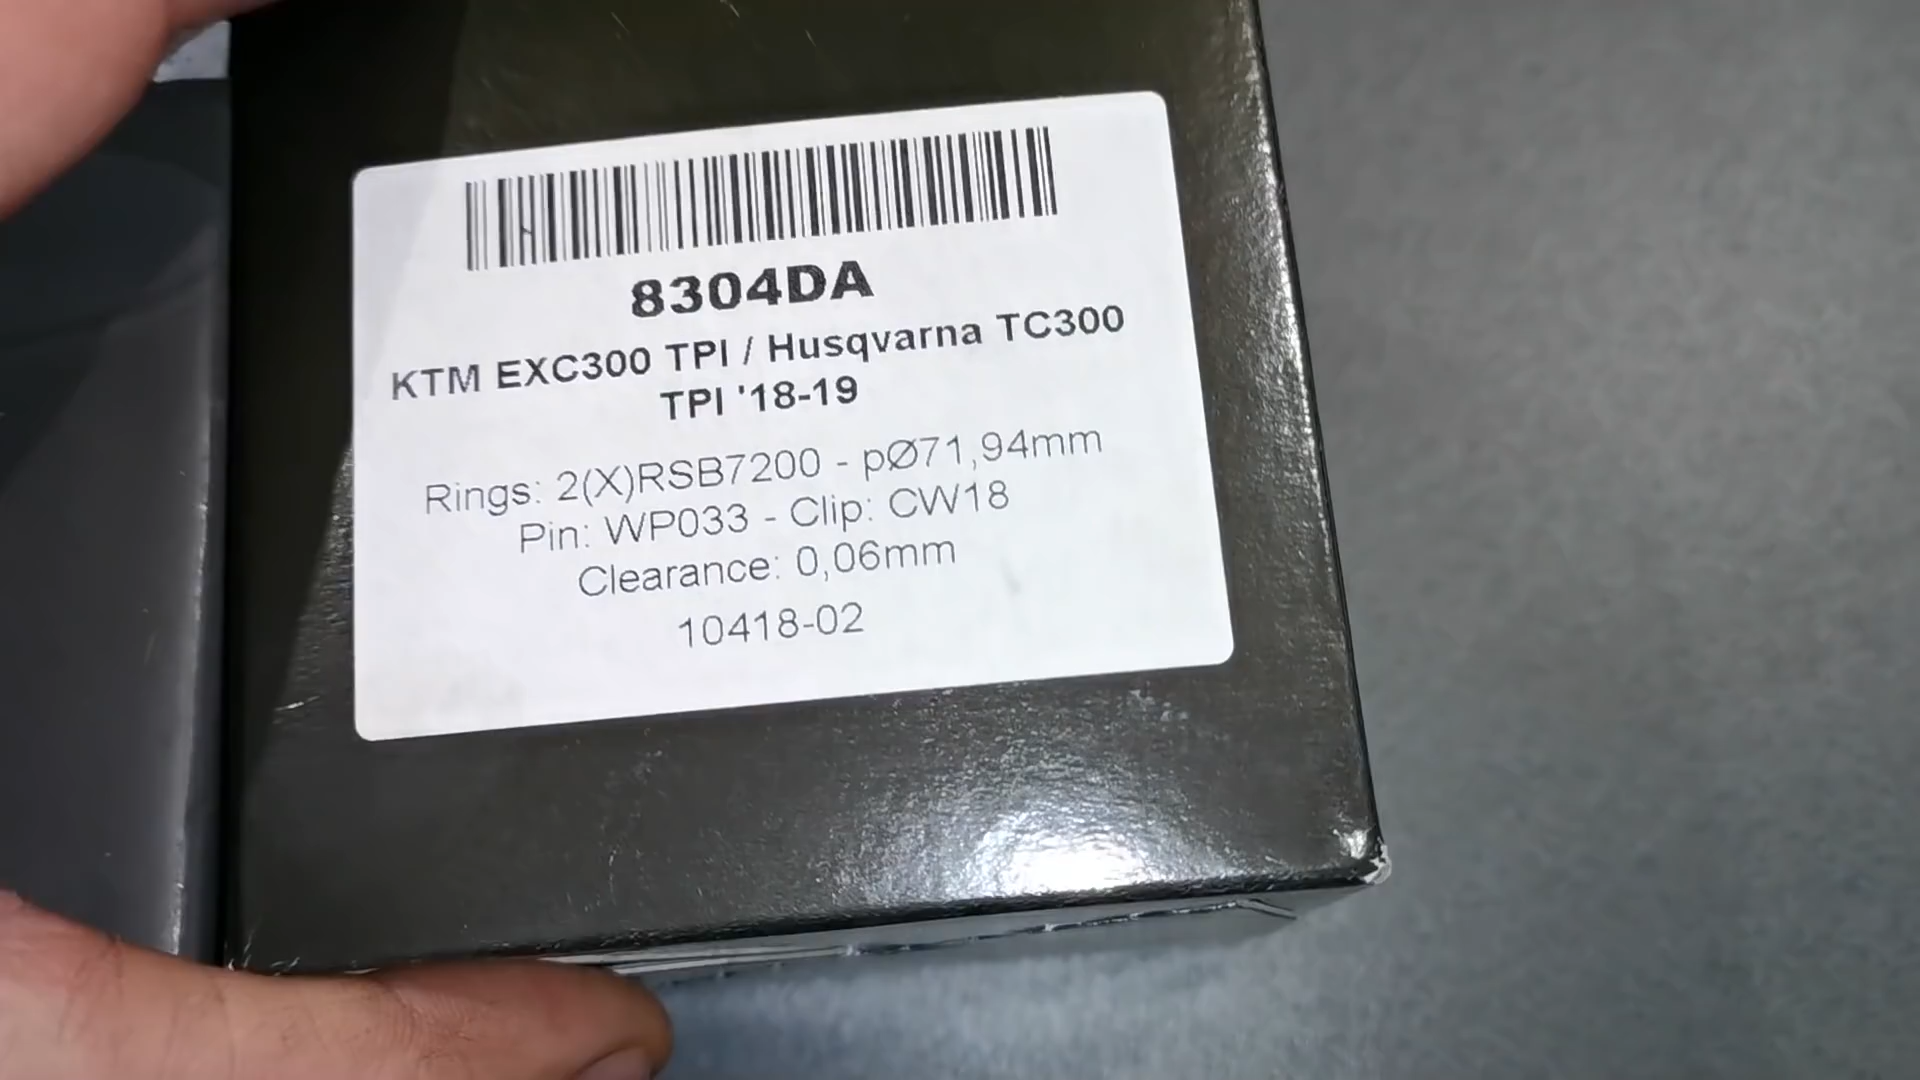 8304DA
KTM EXC300 TPI / Husqvarna TC300
TPI '18-19
Rings: 2(X)RSB7200 - pØ71,94mm
Pin: WP033 - Clip: CW18
Clearance: 0,06mm
10418-02